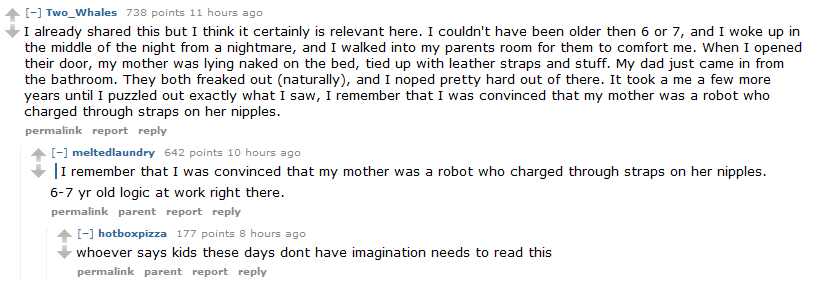 [−] Two_Whales 738 points 11 hours ago
I already shared this but I think it certainly is relevant here. I couldn't have been older then 6 or 7, and I woke up in
the middle of the night from a nightmare, and I walked into my parents room for them to comfort me. When I opened
their door, my mother was lying naked on the bed, tied up with leather straps and stuff. My dad just came in from
the bathroom. They both freaked out (naturally), and I noped pretty hard out of there. It took a me a few more
years until I puzzled out exactly what I saw, I remember that I was convinced that my mother was a robot who
charged through straps on her nipples.
permalink report reply
[−] meltedlaundry 642 points 10 hours ago
I remember that I was convinced that my mother was a robot who charged through straps on her nipples.
6-7 yr old logic at work right there.
permalink parent report reply
[−] hotboxpizza 177 points 8 hours ago
whoever says kids these days dont have imagination needs to read this
permalink parent report reply